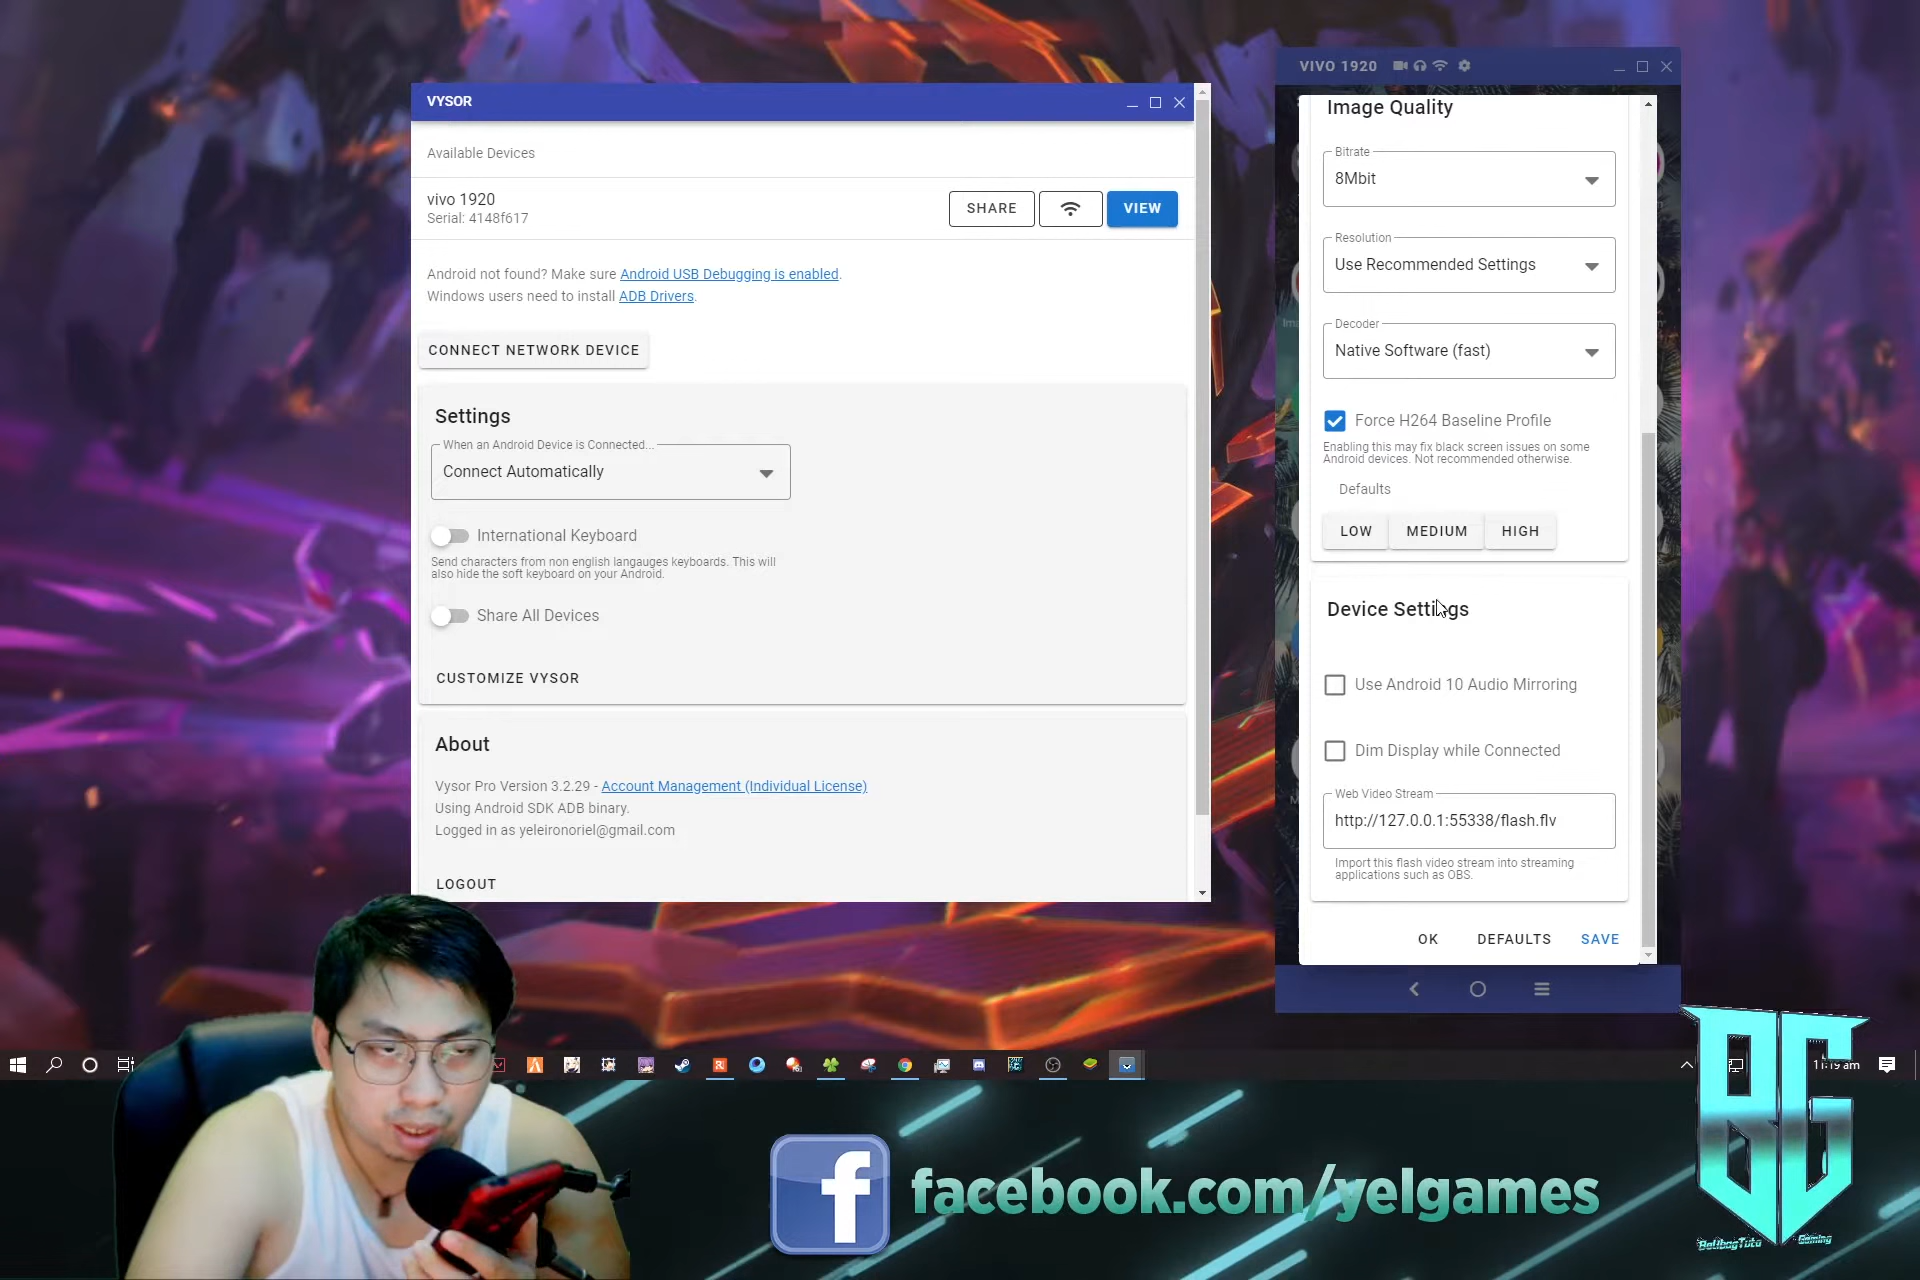 VYSOR
Available Devices
vivo 1920
Serial: 4148f617
SHARE
VIEW
Android not found? Make sure Android USB Debugging is enabled.
Windows users need to install ADB Drivers.
CONNECT NETWORK DEVICE
Settings
When an Android Device is Connected...
Connect Automatically
International Keyboard
Send characters from non english langauges keyboards. This will
also hide the soft keyboard on your Android.
Share All Devices
CUSTOMIZE VYSOR
About
Vysor Pro Version 3.2.29 - Account Management (Individual License)
Using Android SDK ADB binary.
Logged in as yeleironoriel@gmail.com
LOGOUT
VIVO 1920
Image Quality
Bitrate
8Mbit
Resolution
Use Recommended Settings
Decoder
Native Software (fast)
Force H264 Baseline Profile
Enabling this may fix black screen issues on some
Android devices. Not recommended otherwise.
Defaults
LOW
MEDIUM
HIGH
Device Settings
Use Android 10 Audio Mirroring
Dim Display while Connected
Web Video Stream
http://127.0.0.1:55338/flash.flv
Import this flash video stream into streaming
applications such as OBS.
OK
DEFAULTS
SAVE
11:19 am
f
facebook.com/yelgames
BG
Gaming